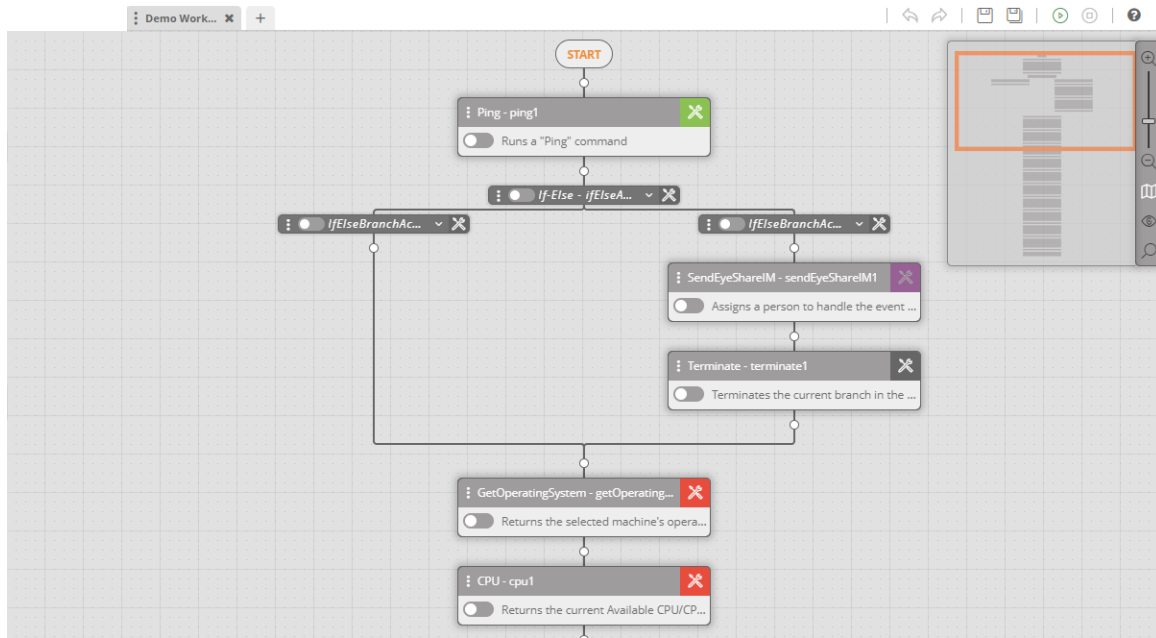 Demo Work...
START
Ping - ping1
Runs a "Ping" command
If-Else - ifElseA...
IfElseBranchAc...
IfElseBranchAc...
SendEyeShareIM - sendEyeShareIM1
Assigns a person to handle the event ...
Terminate - terminate1
Terminates the current branch in the ...
GetOperatingSystem - getOperating...
Returns the selected machine's opera...
CPU - cpu1
Returns the current Available CPU/CP...